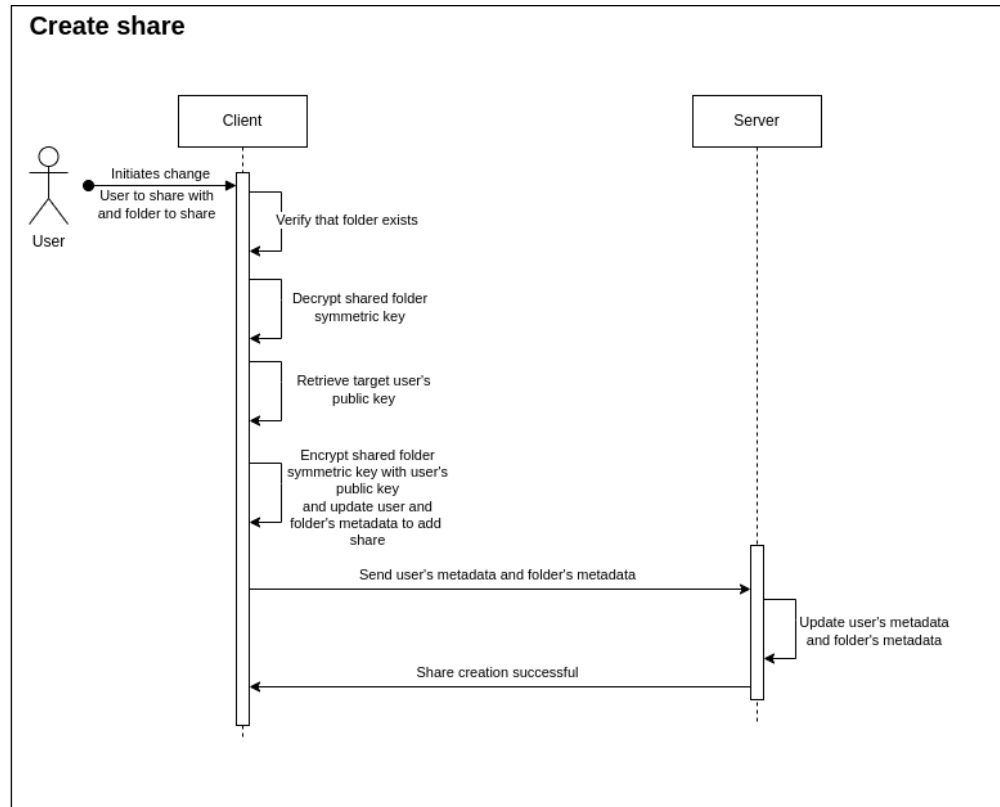 Create share
Client
Server
User
Initiates change
User to share with
and folder to share
Verify that folder exists
Decrypt shared folder
symmetric key
Retrieve target user's
public key
Encrypt shared folder
symmetric key with user's
public key
and update user and
folder's metadata to add
share
Send user's metadata and folder's metadata
Update user's metadata
and folder's metadata
Share creation successful